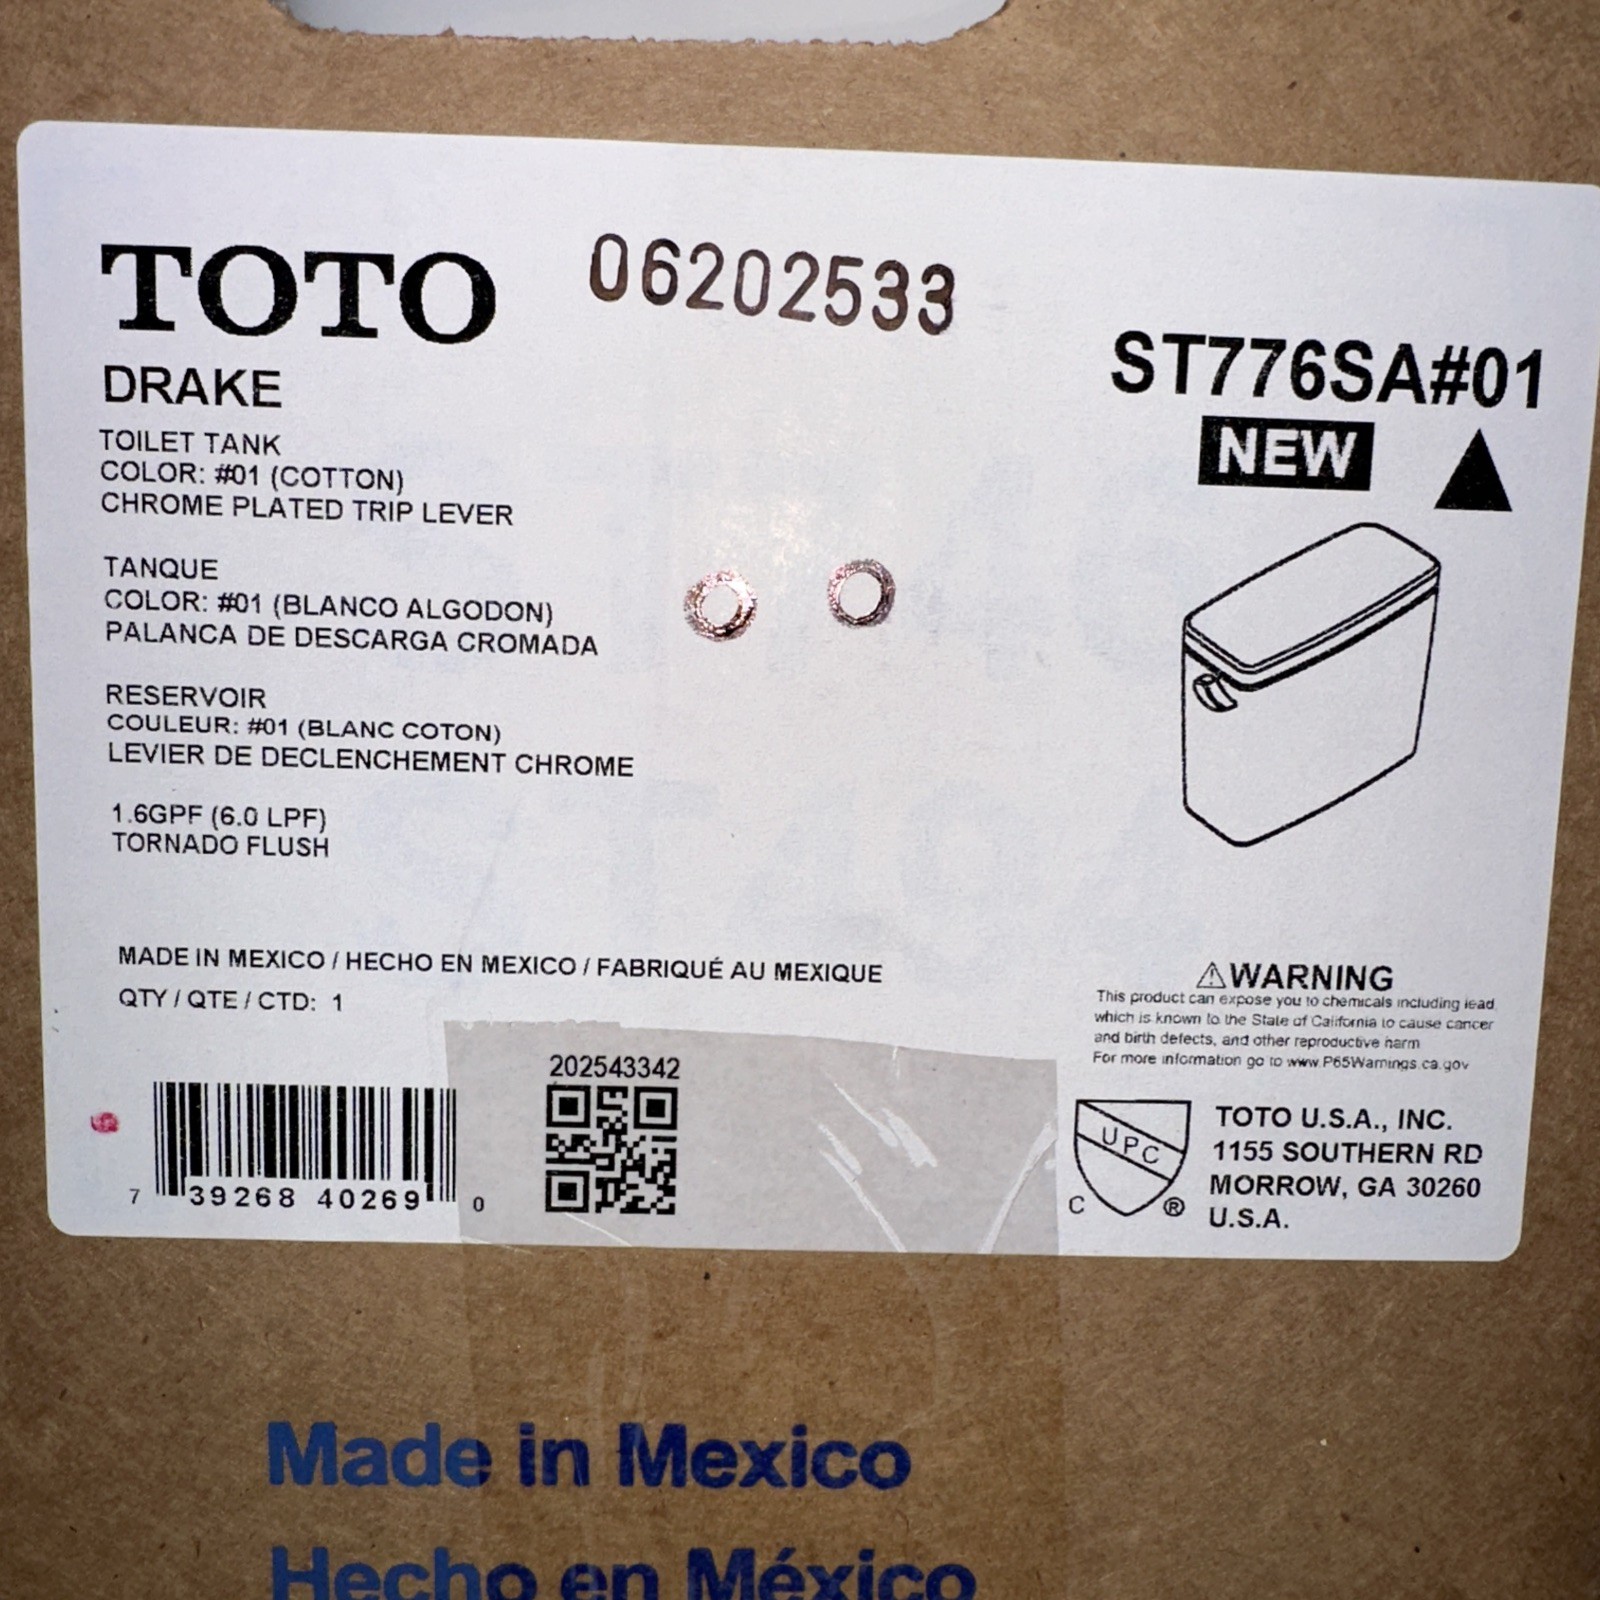 TOTO
06202533
DRAKE
TOILET TANK
COLOR: #01 (COTTON)
CHROME PLATED TRIP LEVER
TANQUE
COLOR: #01 (BLANCO ALGODON)
PALANCA DE DESCARGA CROMADA
RESERVOIR
COULEUR: #01 (BLANC COTON)
LEVIER DE DECLENCHEMENT CHROME
1.6GPF (6.0 LPF)
TORNADO FLUSH
ST776SA#01
NEW
MADE IN MEXICO / HECHO EN MEXICO / FABRIQUÉ AU MEXIQUE
QTY / QTE / CTD: 1
⚠WARNING
This product can expose you to chemicals including lead
which is known to the State of California to cause cancer
and birth defects, and other reproductive harm
For more information go to www.P65Warnings.ca.gov
7 39268 40269 0
202543342
C UPC ®
TOTO U.S.A., INC.
1155 SOUTHERN RD
MORROW, GA 30260
U.S.A.
Made in Mexico
Hecho en México